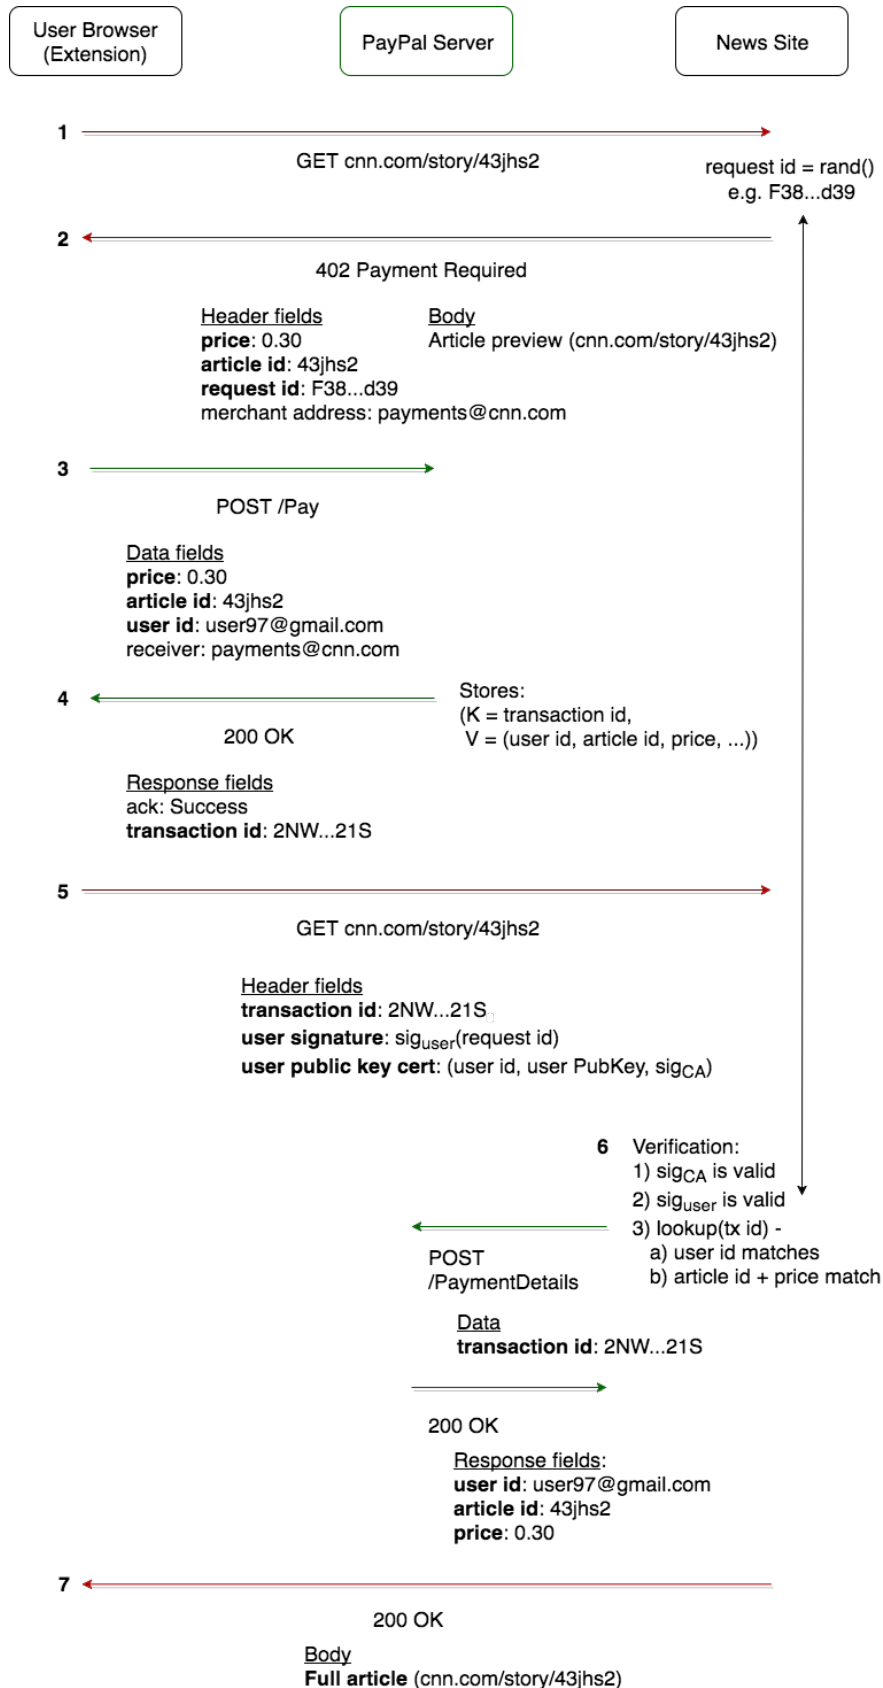 User Browser
(Extension)
PayPal Server
News Site
1
GET cnn.com/story/43jhs2
request id = rand()
e.g. F38...d39
2
402 Payment Required
Header fields
price: 0.30
article id: 43jhs2
request id: F38...d39
merchant address: payments@cnn.com
Body
Article preview (cnn.com/story/43jhs2)
3
POST /Pay
Data fields
price: 0.30
article id: 43jhs2
user id: user97@gmail.com
receiver: payments@cnn.com
4
200 OK
Stores:
(K = transaction id,
V = (user id, article id, price, ...))
Response fields
ack: Success
transaction id: 2NW...21S
5
GET cnn.com/story/43jhs2
Header fields
transaction id: 2NW...21S
user signature: sig_user(request id)
user public key cert: (user id, user PubKey, sig_CA)
6
Verification:
1) sig_CA is valid
2) sig_user is valid
3) lookup(tx id) -
a) user id matches
b) article id + price match
POST
/PaymentDetails
Data
transaction id: 2NW...21S
200 OK
Response fields:
user id: user97@gmail.com
article id: 43jhs2
price: 0.30
7
200 OK
Body
Full article (cnn.com/story/43jhs2)